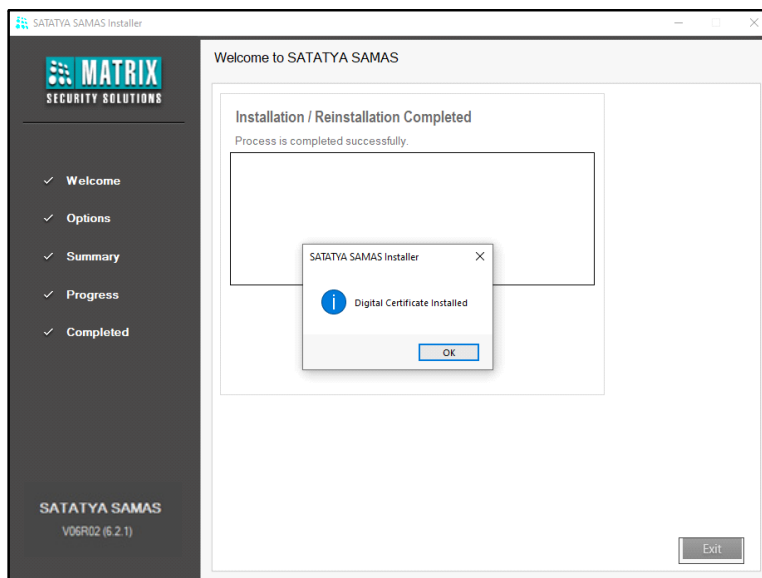 SATATYA SAMAS Installer
MATRIX
SECURITY SOLUTIONS
Welcome
Options
Summary
Progress
Completed
SATATYA SAMAS
V06R02 (6.2.1)
Welcome to SATATYA SAMAS
Installation / Reinstallation Completed
Process is completed successfully.
SATATYA SAMAS Installer
Digital Certificate Installed
OK
Exit